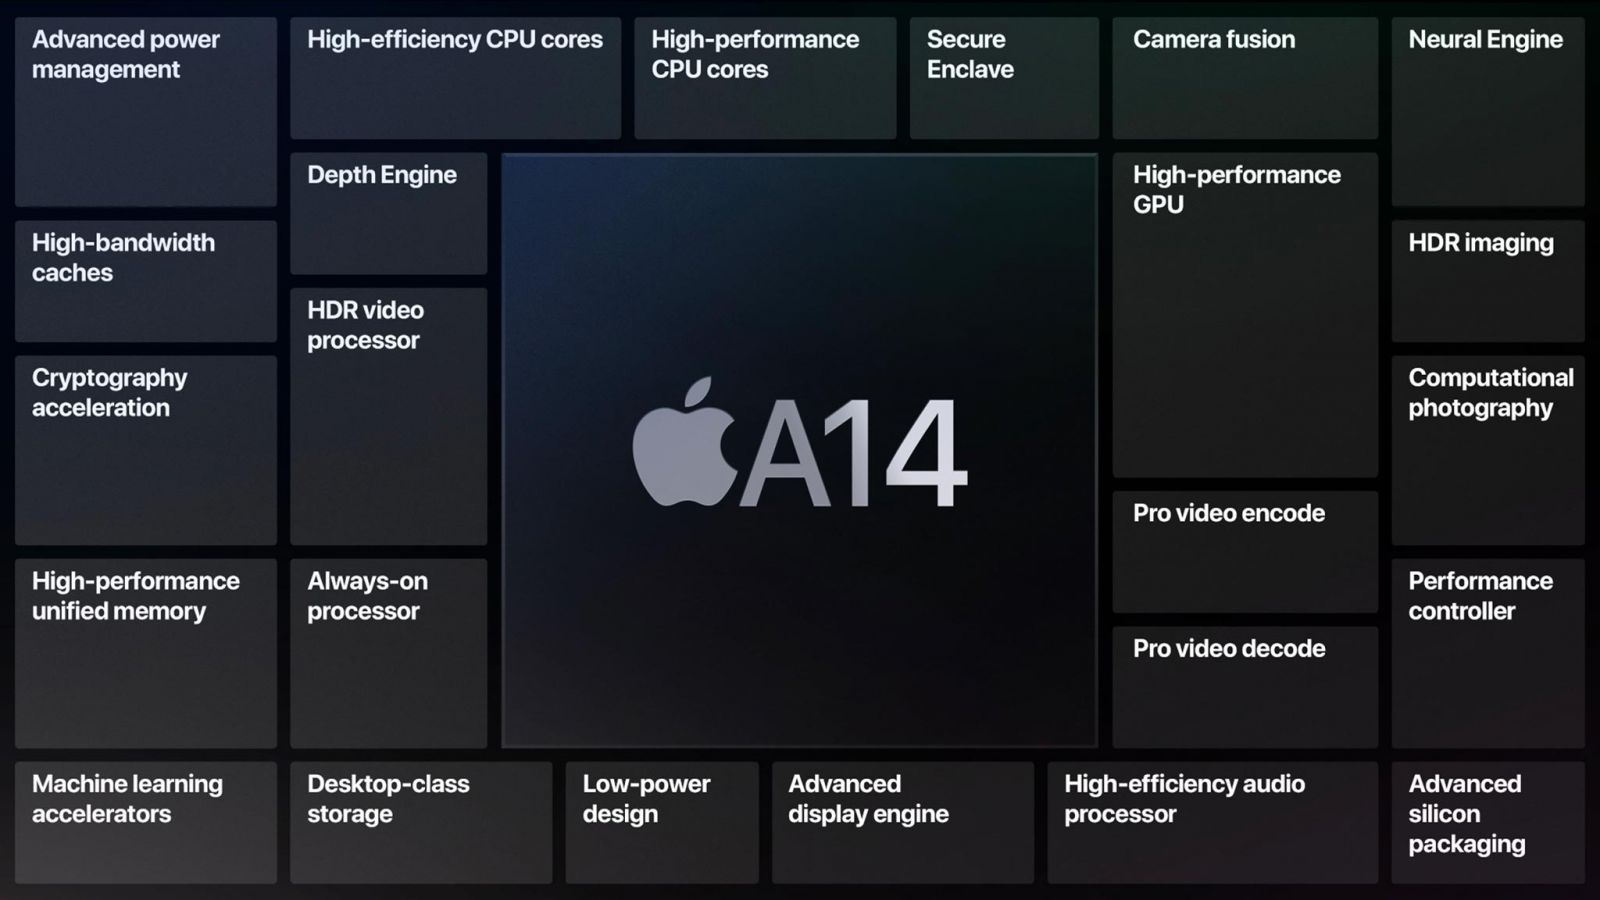 Advanced power
management
High-efficiency CPU cores
High-performance
CPU cores
Secure
Enclave
Camera fusion
Neural Engine
Depth Engine
High-performance
GPU
High-bandwidth
caches
HDR imaging
HDR video
processor
Cryptography
acceleration
Computational
photography
A14
Pro video encode
High-performance
unified memory
Always-on
processor
Performance
controller
Pro video decode
Machine learning
accelerators
Desktop-class
storage
Low-power
design
Advanced
display engine
High-efficiency audio
processor
Advanced
silicon
packaging